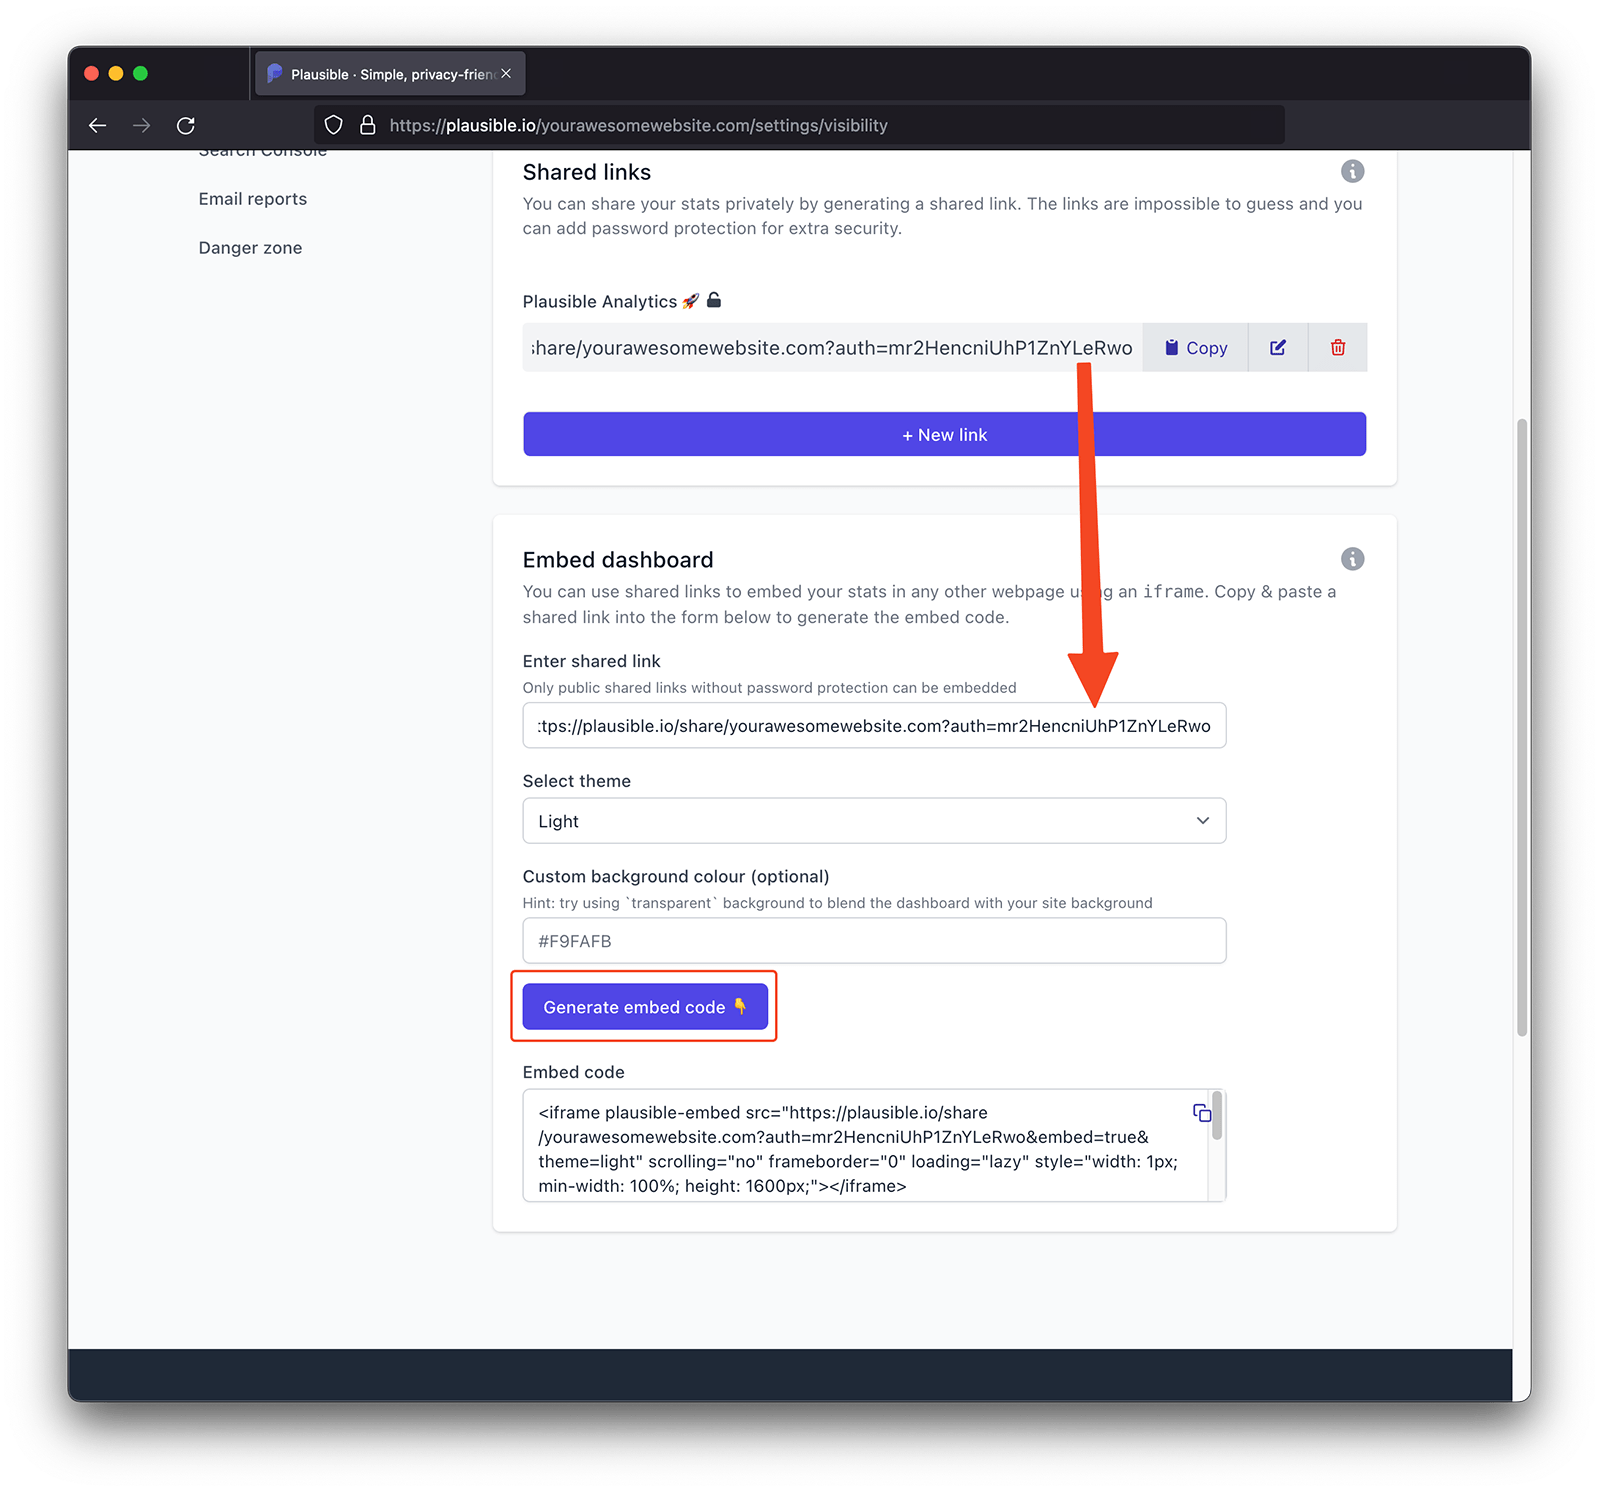 Plausible · Simple, privacy-frien
https://plausible.io/yourawesomewebsite.com/settings/visibility
Search Console
Email reports
Danger zone
Shared links
You can share your stats privately by generating a shared link. The links are impossible to guess and you
can add password protection for extra security.
Plausible Analytics 🚀
share/yourawesomewebsite.com?auth=mr2HencniUhP1ZnYLeRwo
Copy
+ New link
Embed dashboard
You can use shared links to embed your stats in any other webpage using an iframe. Copy & paste a
shared link into the form below to generate the embed code.
Enter shared link
Only public shared links without password protection can be embedded
ttps://plausible.io/share/yourawesomewebsite.com?auth=mr2HencniUhP1ZnYLeRwo
Select theme
Light
Custom background colour (optional)
Hint: try using `transparent` background to blend the dashboard with your site background
#F9FAFB
Generate embed code 👇
Embed code
<iframe plausible-embed src="https://plausible.io/share
/yourawesomewebsite.com?auth=mr2HencniUhP1ZnYLeRwo&embed=true&
theme=light" scrolling="no" frameborder="0" loading="lazy" style="width: 1px;
min-width: 100%; height: 1600px;"></iframe>